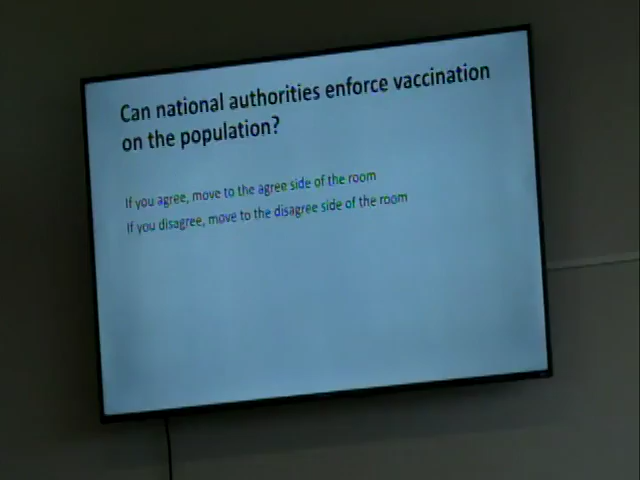 Can national authorities enforce vaccination
on the population?
If you agree, move to the agree side of the room
If you disagree, move to the disagree side of the room